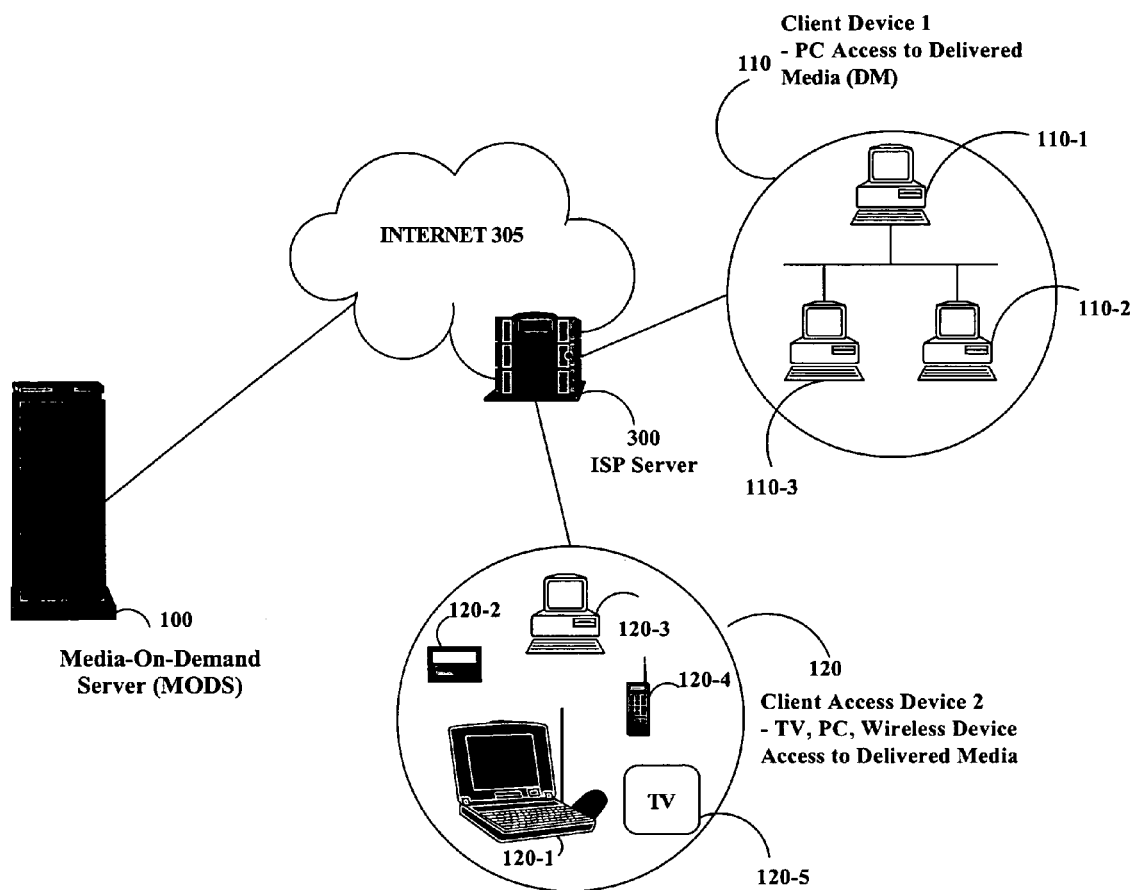 Client Device 1
- PC Access to Delivered
Media (DM)
110
110-1
INTERNET 305
110-2
300
ISP Server
110-3
100
Media-On-Demand
Server (MODS)
120-2
120-3
120-4
120
Client Access Device 2
- TV, PC, Wireless Device
Access to Delivered Media
TV
120-1
120-5